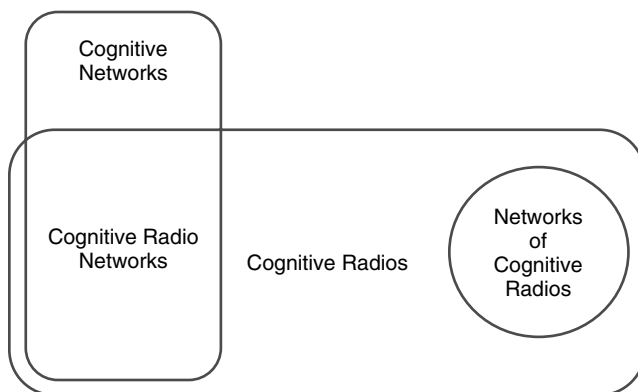 Cognitive
Networks
Cognitive Radio
Networks
Cognitive Radios
Networks
of
Cognitive
Radios